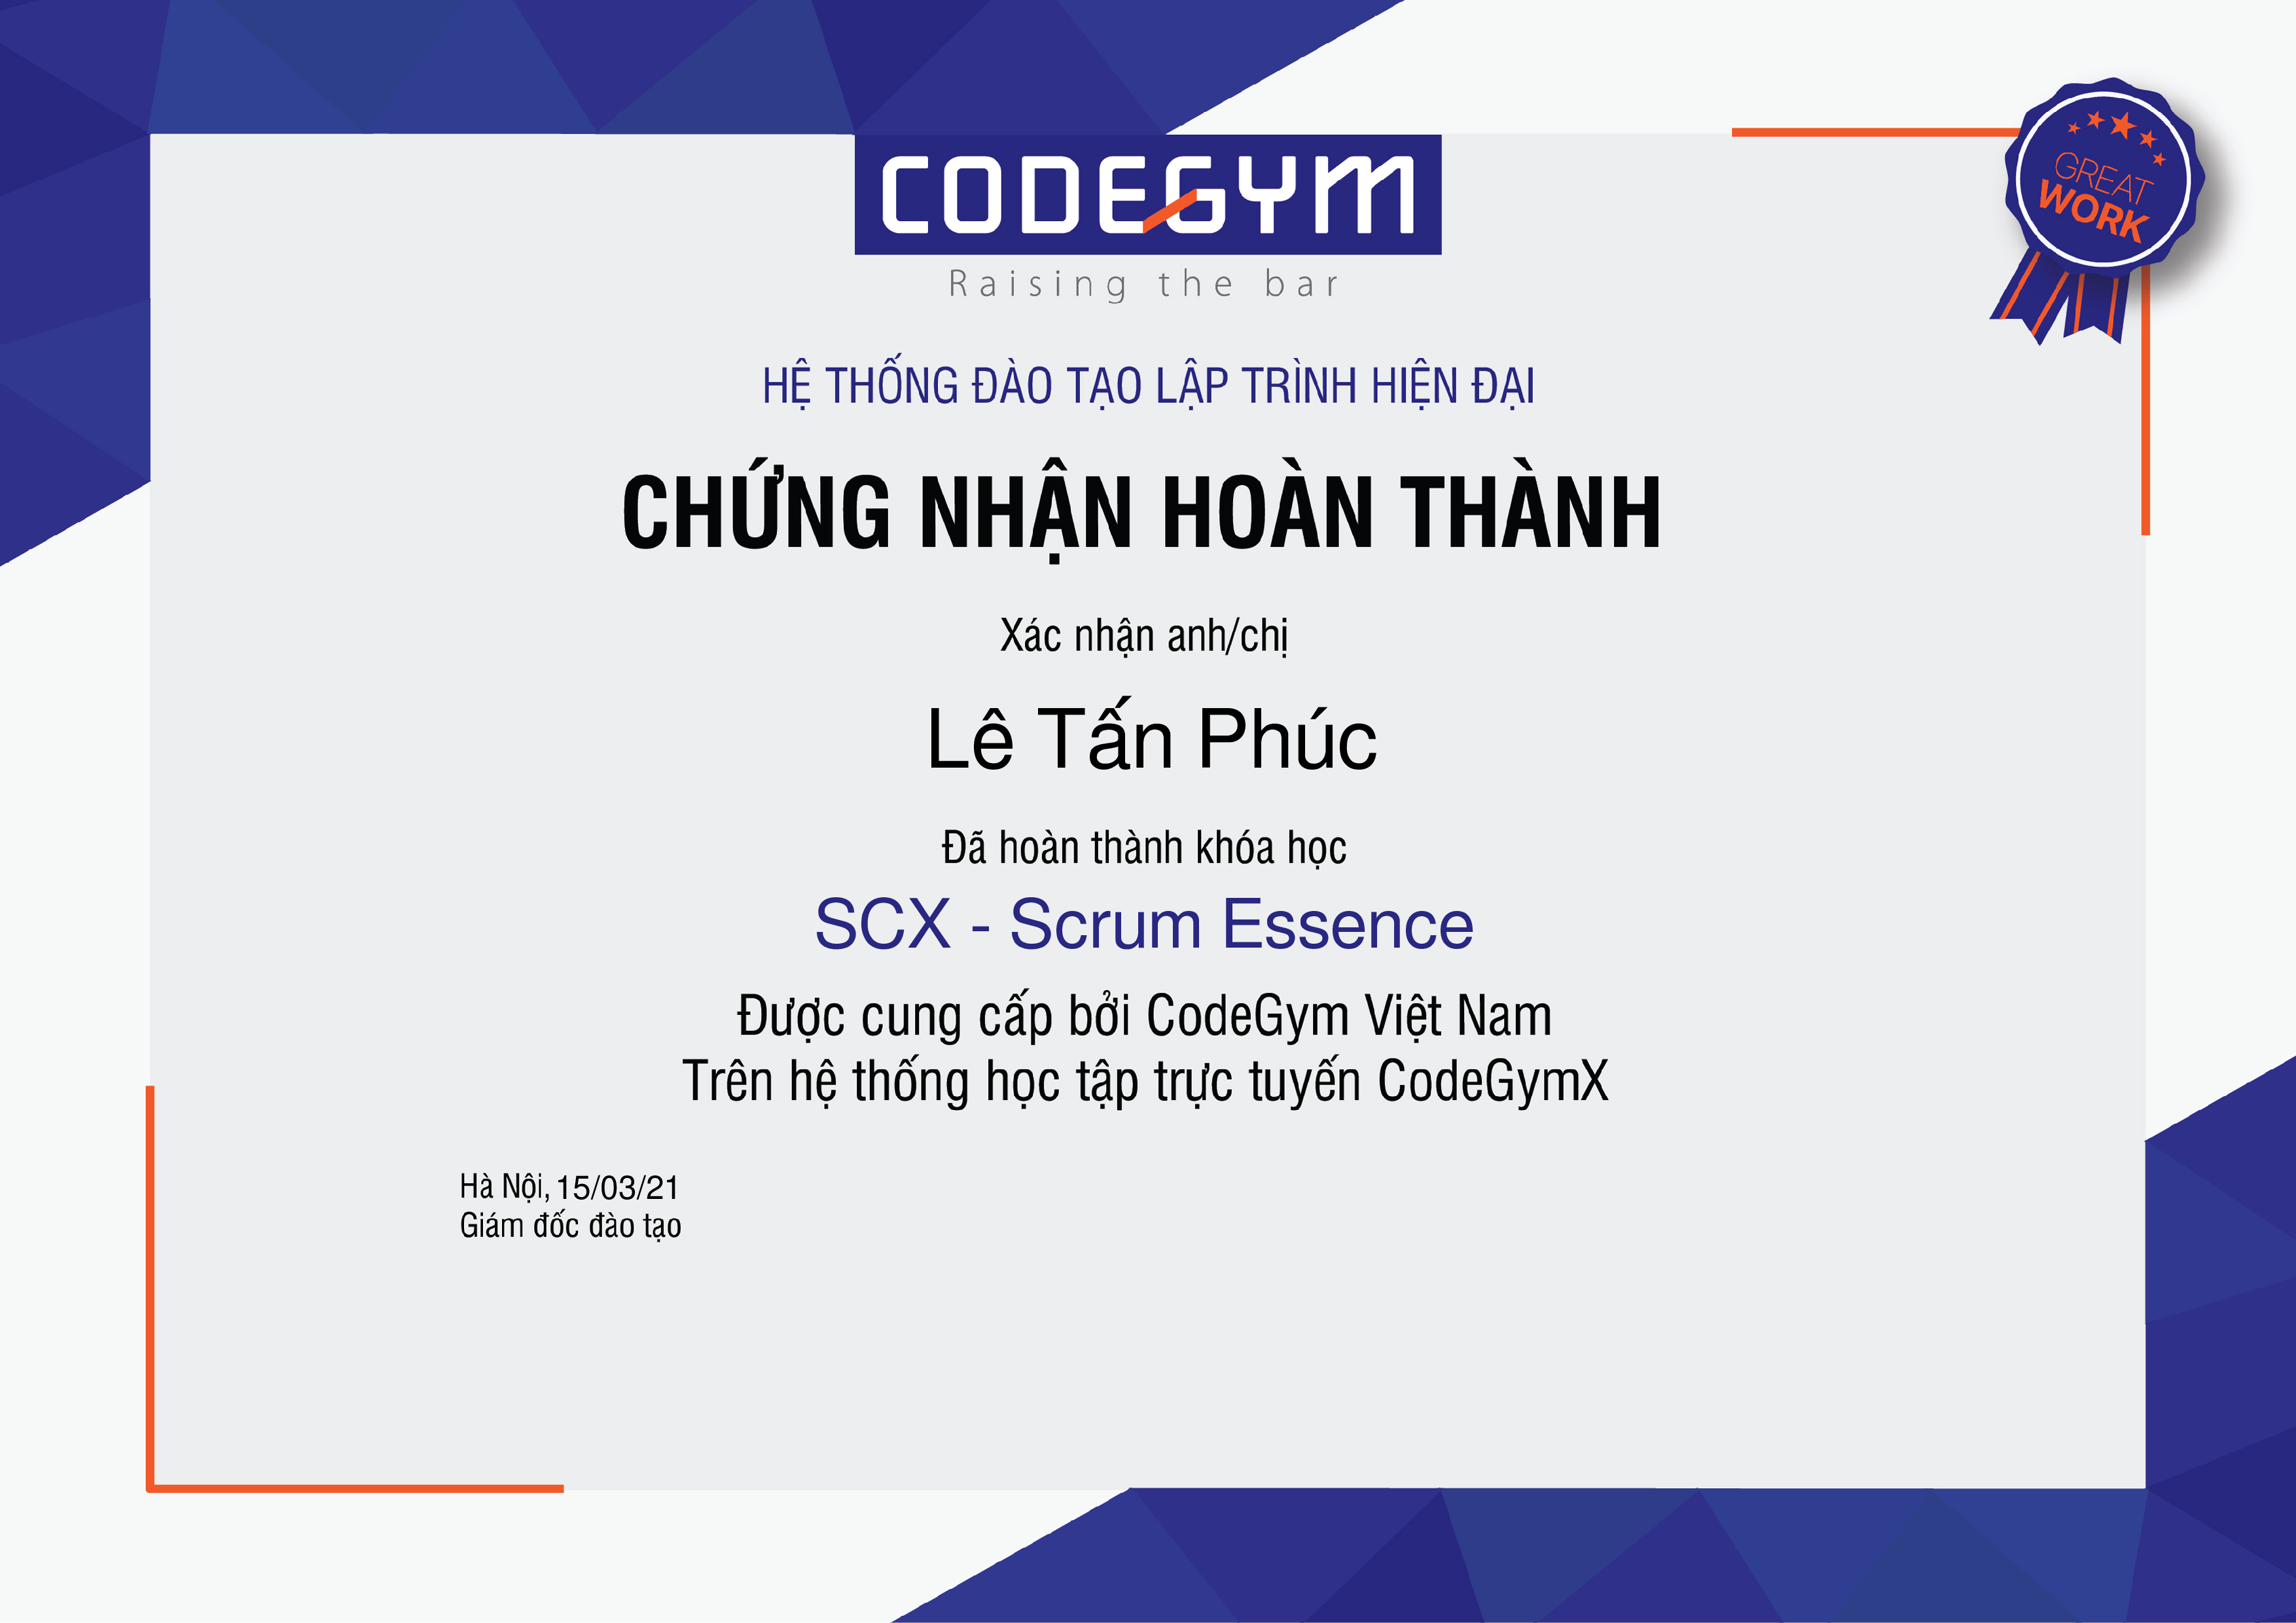 CODEGYM
Raising the bar
GREAT
WORK
HỆ THỐNG ĐÀO TẠO LẬP TRÌNH HIỆN ĐẠI
CHỨNG NHẬN HOÀN THÀNH
Xác nhận anh/chị
Lê Tấn Phúc
Đã hoàn thành khóa học
SCX - Scrum Essence
Được cung cấp bởi CodeGym Việt Nam
Trên hệ thống học tập trực tuyến CodeGymX
Hà Nội, 15/03/21
Giám đốc đào tạo